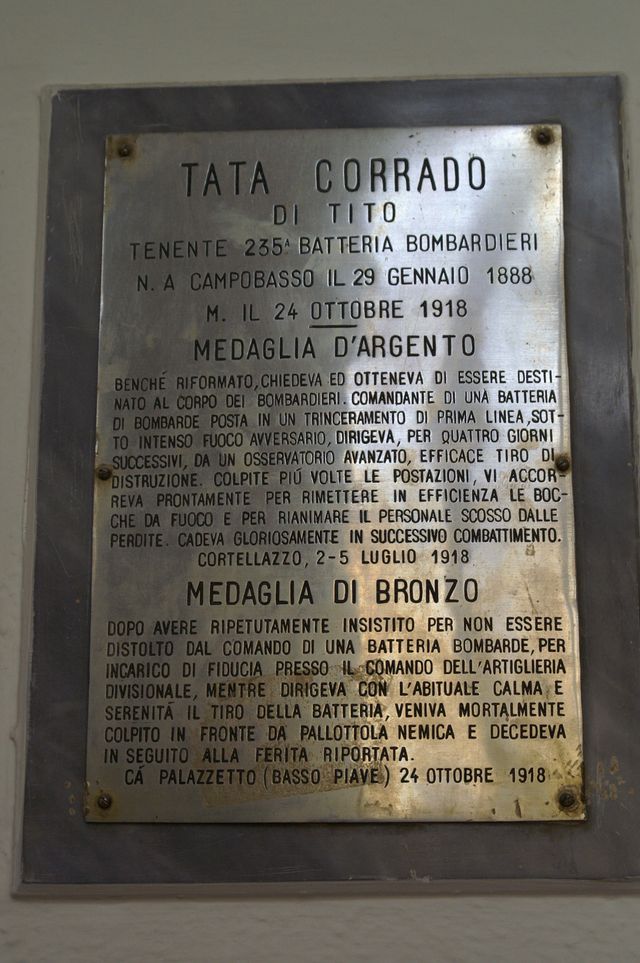 TATA CORRADO
DI TITO
TENENTE 235ᴬ BATTERIA BOMBARDIERI
N. A CAMPOBASSO IL 29 GENNAIO 1888
M. IL 24 OTTOBRE 1918
MEDAGLIA D'ARGENTO
BENCHÉ RIFORMATO, CHIEDEVA ED OTTENEVA DI ESSERE DESTI-
NATO AL CORPO DEI BOMBARDIERI. COMANDANTE DI UNA BATTERIA
DI BOMBARDE POSTA IN UN TRINCERAMENTO DI PRIMA LINEA, SOT-
TO INTENSO FUOCO AVVERSARIO, DIRIGEVA, PER QUATTRO GIORNI
SUCCESSIVI, DA UN OSSERVATORIO AVANZATO, EFFICACE TIRO DI
DISTRUZIONE. COLPITE PIÚ VOLTE LE POSTAZIONI, VI ACCOR-
REVA PRONTAMENTE PER RIMETTERE IN EFFICIENZA LE BOC-
CHE DA FUOCO E PER RIANIMARE IL PERSONALE SCOSSO DALLE
PERDITE. CADEVA GLORIOSAMENTE IN SUCCESSIVO COMBATTIMENTO.
CORTELLAZZO, 2-5 LUGLIO 1918
MEDAGLIA DI BRONZO
DOPO AVERE RIPETUTAMENTE INSISTITO PER NON ESSERE
DISTOLTO DAL COMANDO DI UNA BATTERIA BOMBARDE, PER
INCARICO DI FIDUCIA PRESSO IL COMANDO DELL'ARTIGLIERIA
DIVISIONALE, MENTRE DIRIGEVA CON L'ABITUALE CALMA E
SERENITÁ IL TIRO DELLA BATTERIA, VENIVA MORTALMENTE
COLPITO IN FRONTE DA PALLOTTOLA NEMICA E DECEDEVA
IN SEGUITO ALLA FERITA RIPORTATA.
CÁ PALAZZETTO (BASSO PIAVE) 24 OTTOBRE 1918